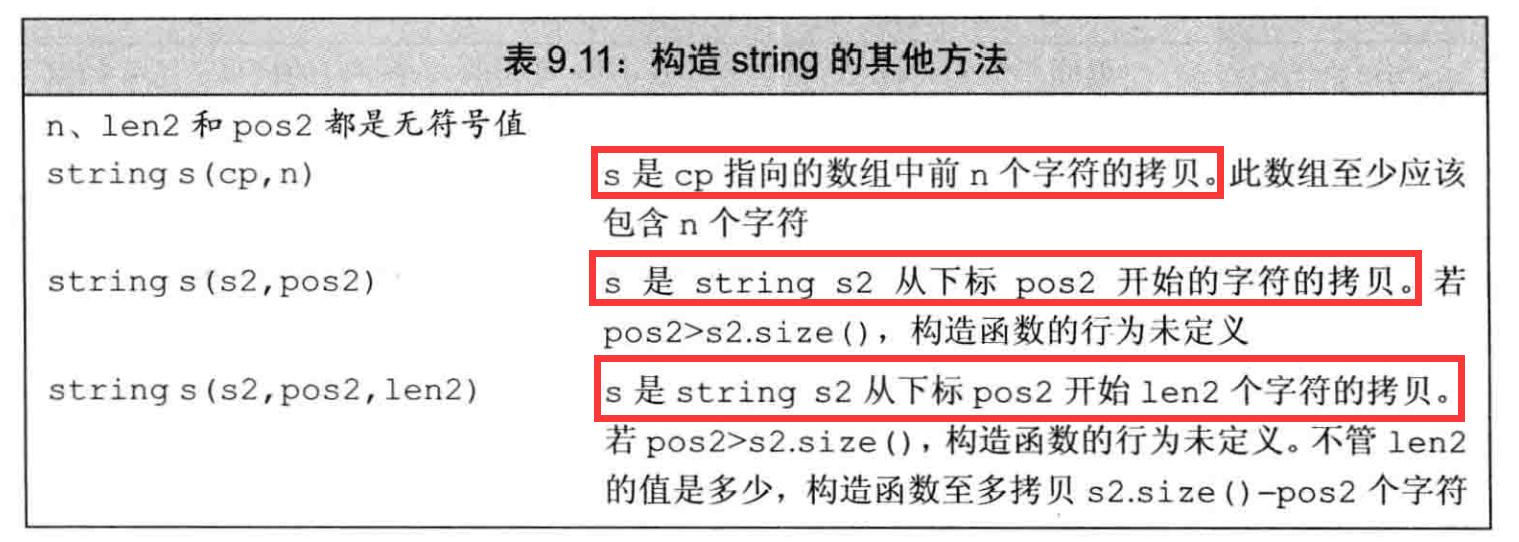 表 9.11：构造 string 的其他方法
n、len2 和 pos2 都是无符号值
string s(cp,n) s 是 cp 指向的数组中前 n 个字符的拷贝。此数组至少应该
包含 n 个字符
string s(s2,pos2) s 是 string s2 从下标 pos2 开始的字符的拷贝。若
pos2>s2.size()，构造函数的行为未定义
string s(s2,pos2,len2) s 是 string s2 从下标 pos2 开始 len2 个字符的拷贝。
若 pos2>s2.size()，构造函数的行为未定义。不管 len2
的值是多少，构造函数至多拷贝 s2.size()-pos2 个字符